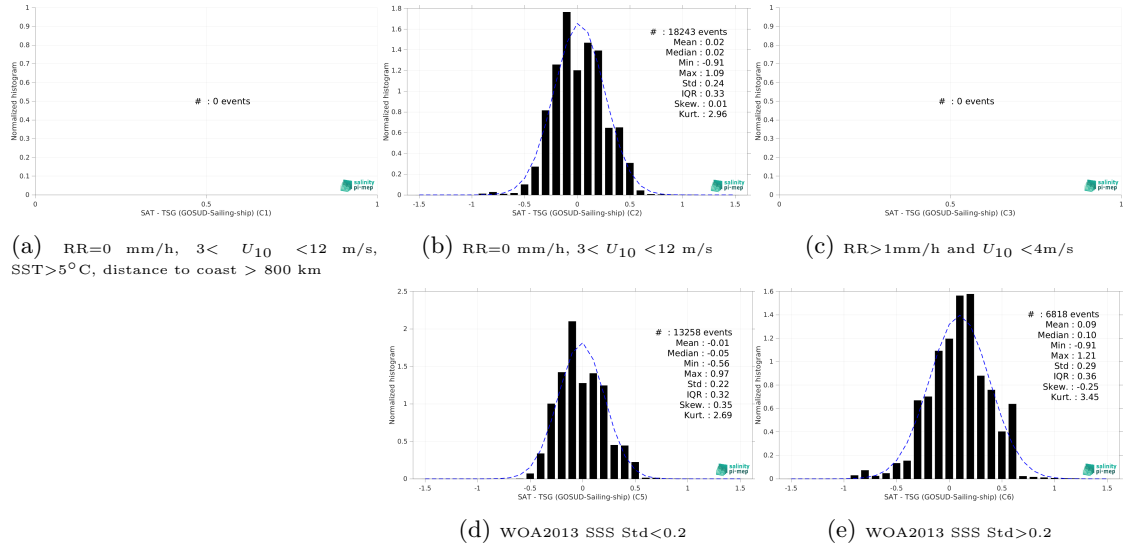 1
0.9
0.8
0.7
0.6
0.5
0.4
0.3
0.2
0.1
0
Normalized histogram
# : 0 events
0 0.5 1
SAT - TSG (GOSUD-Sailing-ship) (C1)
salinity
pi-mep
1.8
1.6
1.4
1.2
1
0.8
0.6
0.4
0.2
0
Normalized histogram
# : 18243 events
Mean : 0.02
Median : 0.02
Min : -0.91
Max : 1.09
Std : 0.24
IQR : 0.33
Skew. : 0.01
Kurt. : 2.96
-1.5 -1 -0.5 0 0.5 1 1.5
SAT - TSG (GOSUD-Sailing-ship) (C2)
salinity
pi-mep
1
0.9
0.8
0.7
0.6
0.5
0.4
0.3
0.2
0.1
0
Normalized histogram
# : 0 events
0 0.5 1
SAT - TSG (GOSUD-Sailing-ship) (C3)
salinity
pi-mep
(a) RR=0 mm/h, 3< U10 <12 m/s,
SST>5°C, distance to coast > 800 km
(b) RR=0 mm/h, 3< U10 <12 m/s
(c) RR>1mm/h and U10 <4m/s
2.5
2
1.5
1
0.5
0
Normalized histogram
# : 13258 events
Mean : -0.01
Median : -0.05
Min : -0.56
Max : 0.97
Std : 0.22
IQR : 0.32
Skew. : 0.35
Kurt. : 2.69
-1.5 -1 -0.5 0 0.5 1 1.5
SAT - TSG (GOSUD-Sailing-ship) (C5)
salinity
pi-mep
1.6
1.4
1.2
1
0.8
0.6
0.4
0.2
0
Normalized histogram
# : 6818 events
Mean : 0.09
Median : 0.10
Min : -0.91
Max : 1.21
Std : 0.29
IQR : 0.36
Skew. : -0.25
Kurt. : 3.45
-1.5 -1 -0.5 0 0.5 1 1.5
SAT - TSG (GOSUD-Sailing-ship) (C6)
salinity
pi-mep
(d) WOA2013 SSS Std<0.2
(e) WOA2013 SSS Std>0.2